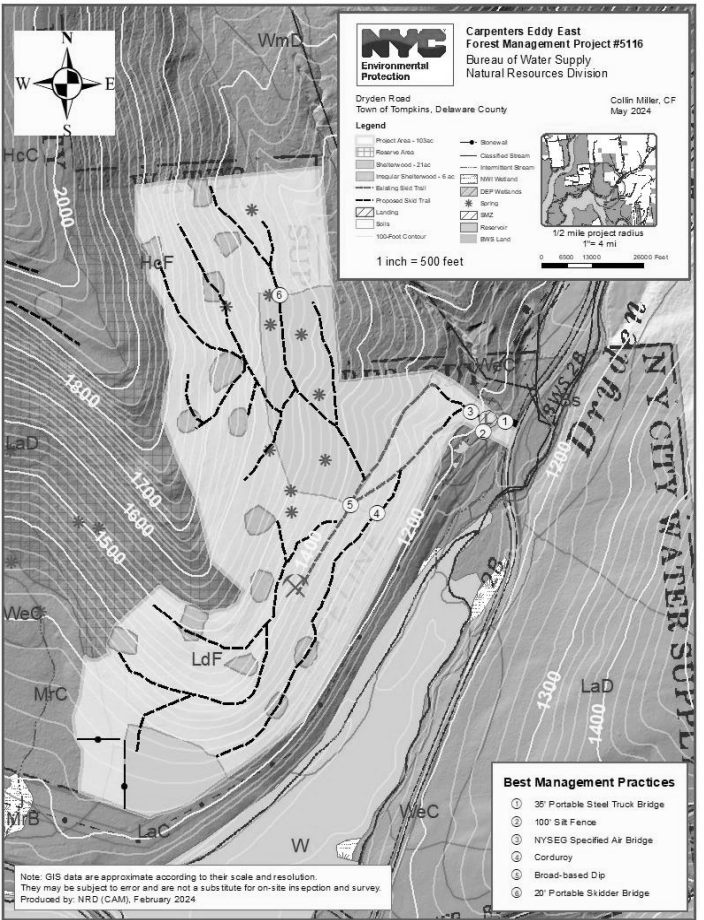 N
W
E
S
NYC
Environmental
Protection
Carpenters Eddy East
Forest Management Project #5116
Bureau of Water Supply
Natural Resources Division
Dryden Road
Town of Tompkins, Delaware County
Collin Miller, CF
May 2024
Legend
Project Area - 103ac
Reserve Area
Shelterwood - 21ac
Irregular Shelterwood - 6 ac
Existing Skid Trail
Proposed Skid Trail
Landing
Soils
100-Foot Contour
Stonewall
Classified Stream
Intermittent Stream
NWI Wetland
DEP Wetlands
Spring
SMZ
Reservoir
BWS Land
1/2 mile project radius
1"= 4 mi
0 6500 13000 26000 Feet
1 inch = 500 feet
WmD
HcC
2000
HcF
6
WeC
3
1
2
BWS 28
Dryden
1200
N Y CITY WATER SUPPLY
1800
LaD
1700
1600
1500
5
4
1400
1200
28
WeC
LdF
MrC
LaD
1300
1400
MrB
LaC
W
WeC
Best Management Practices
1 35' Portable Steel Truck Bridge
2 100' Silt Fence
3 NYSEG Specified Air Bridge
4 Corduroy
5 Broad-based Dip
6 20' Portable Skidder Bridge
Note: GIS data are approximate according to their scale and resolution.
They may be subject to error and are not a substitute for on-site insepction and survey.
Produced by: NRD (CAM), February 2024